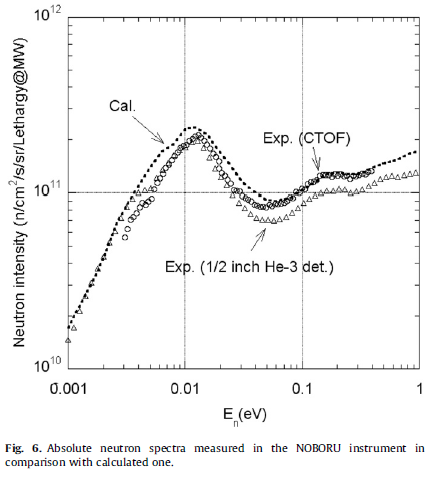 10^12
Cal.
Exp. (CTOF)
10^11
Exp. (1/2 inch He-3 det.)
10^10
Neutron intensity (n/cm^2/s/sr/Lethargy@MW)
0.001 0.01 0.1 1
E_n(eV)
Fig. 6. Absolute neutron spectra measured in the NOBORU instrument in
comparison with calculated one.